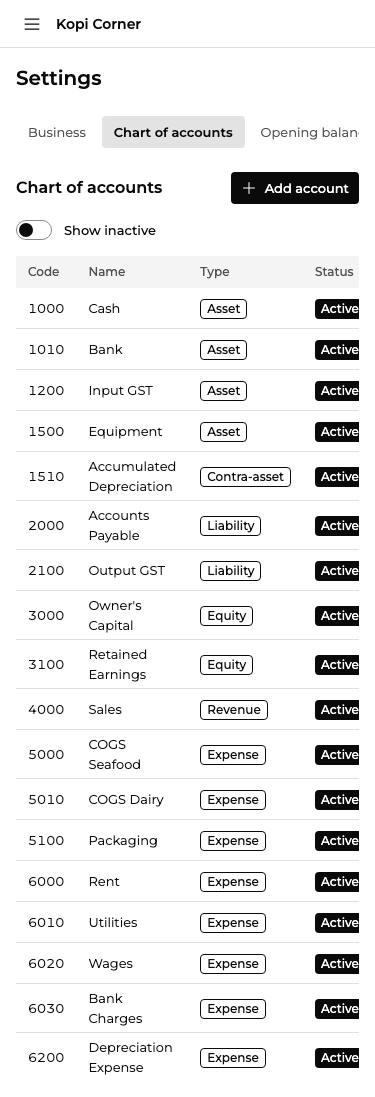 Kopi Corner
Settings
Business Chart of accounts Opening balan
Chart of accounts + Add account
Show inactive
Code Name Type Status
1000 Cash Asset Active
1010 Bank Asset Active
1200 Input GST Asset Active
1500 Equipment Asset Active
1510 Accumulated Depreciation Contra-asset Active
2000 Accounts Payable Liability Active
2100 Output GST Liability Active
3000 Owner's Capital Equity Active
3100 Retained Earnings Equity Active
4000 Sales Revenue Active
5000 COGS Seafood Expense Active
5010 COGS Dairy Expense Active
5100 Packaging Expense Active
6000 Rent Expense Active
6010 Utilities Expense Active
6020 Wages Expense Active
6030 Bank Charges Expense Active
6200 Depreciation Expense Expense Active